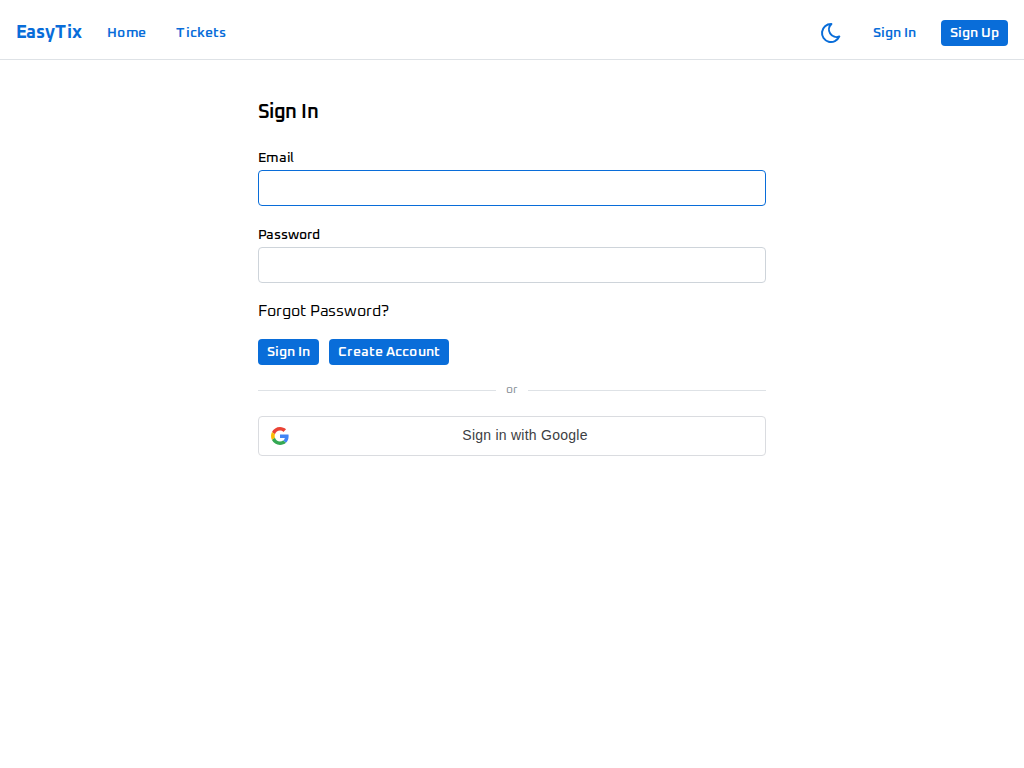 EasyTix Home Tickets Sign In Sign Up
Sign In
Email
Password
Forgot Password?
Sign In Create Account
or
Sign in with Google